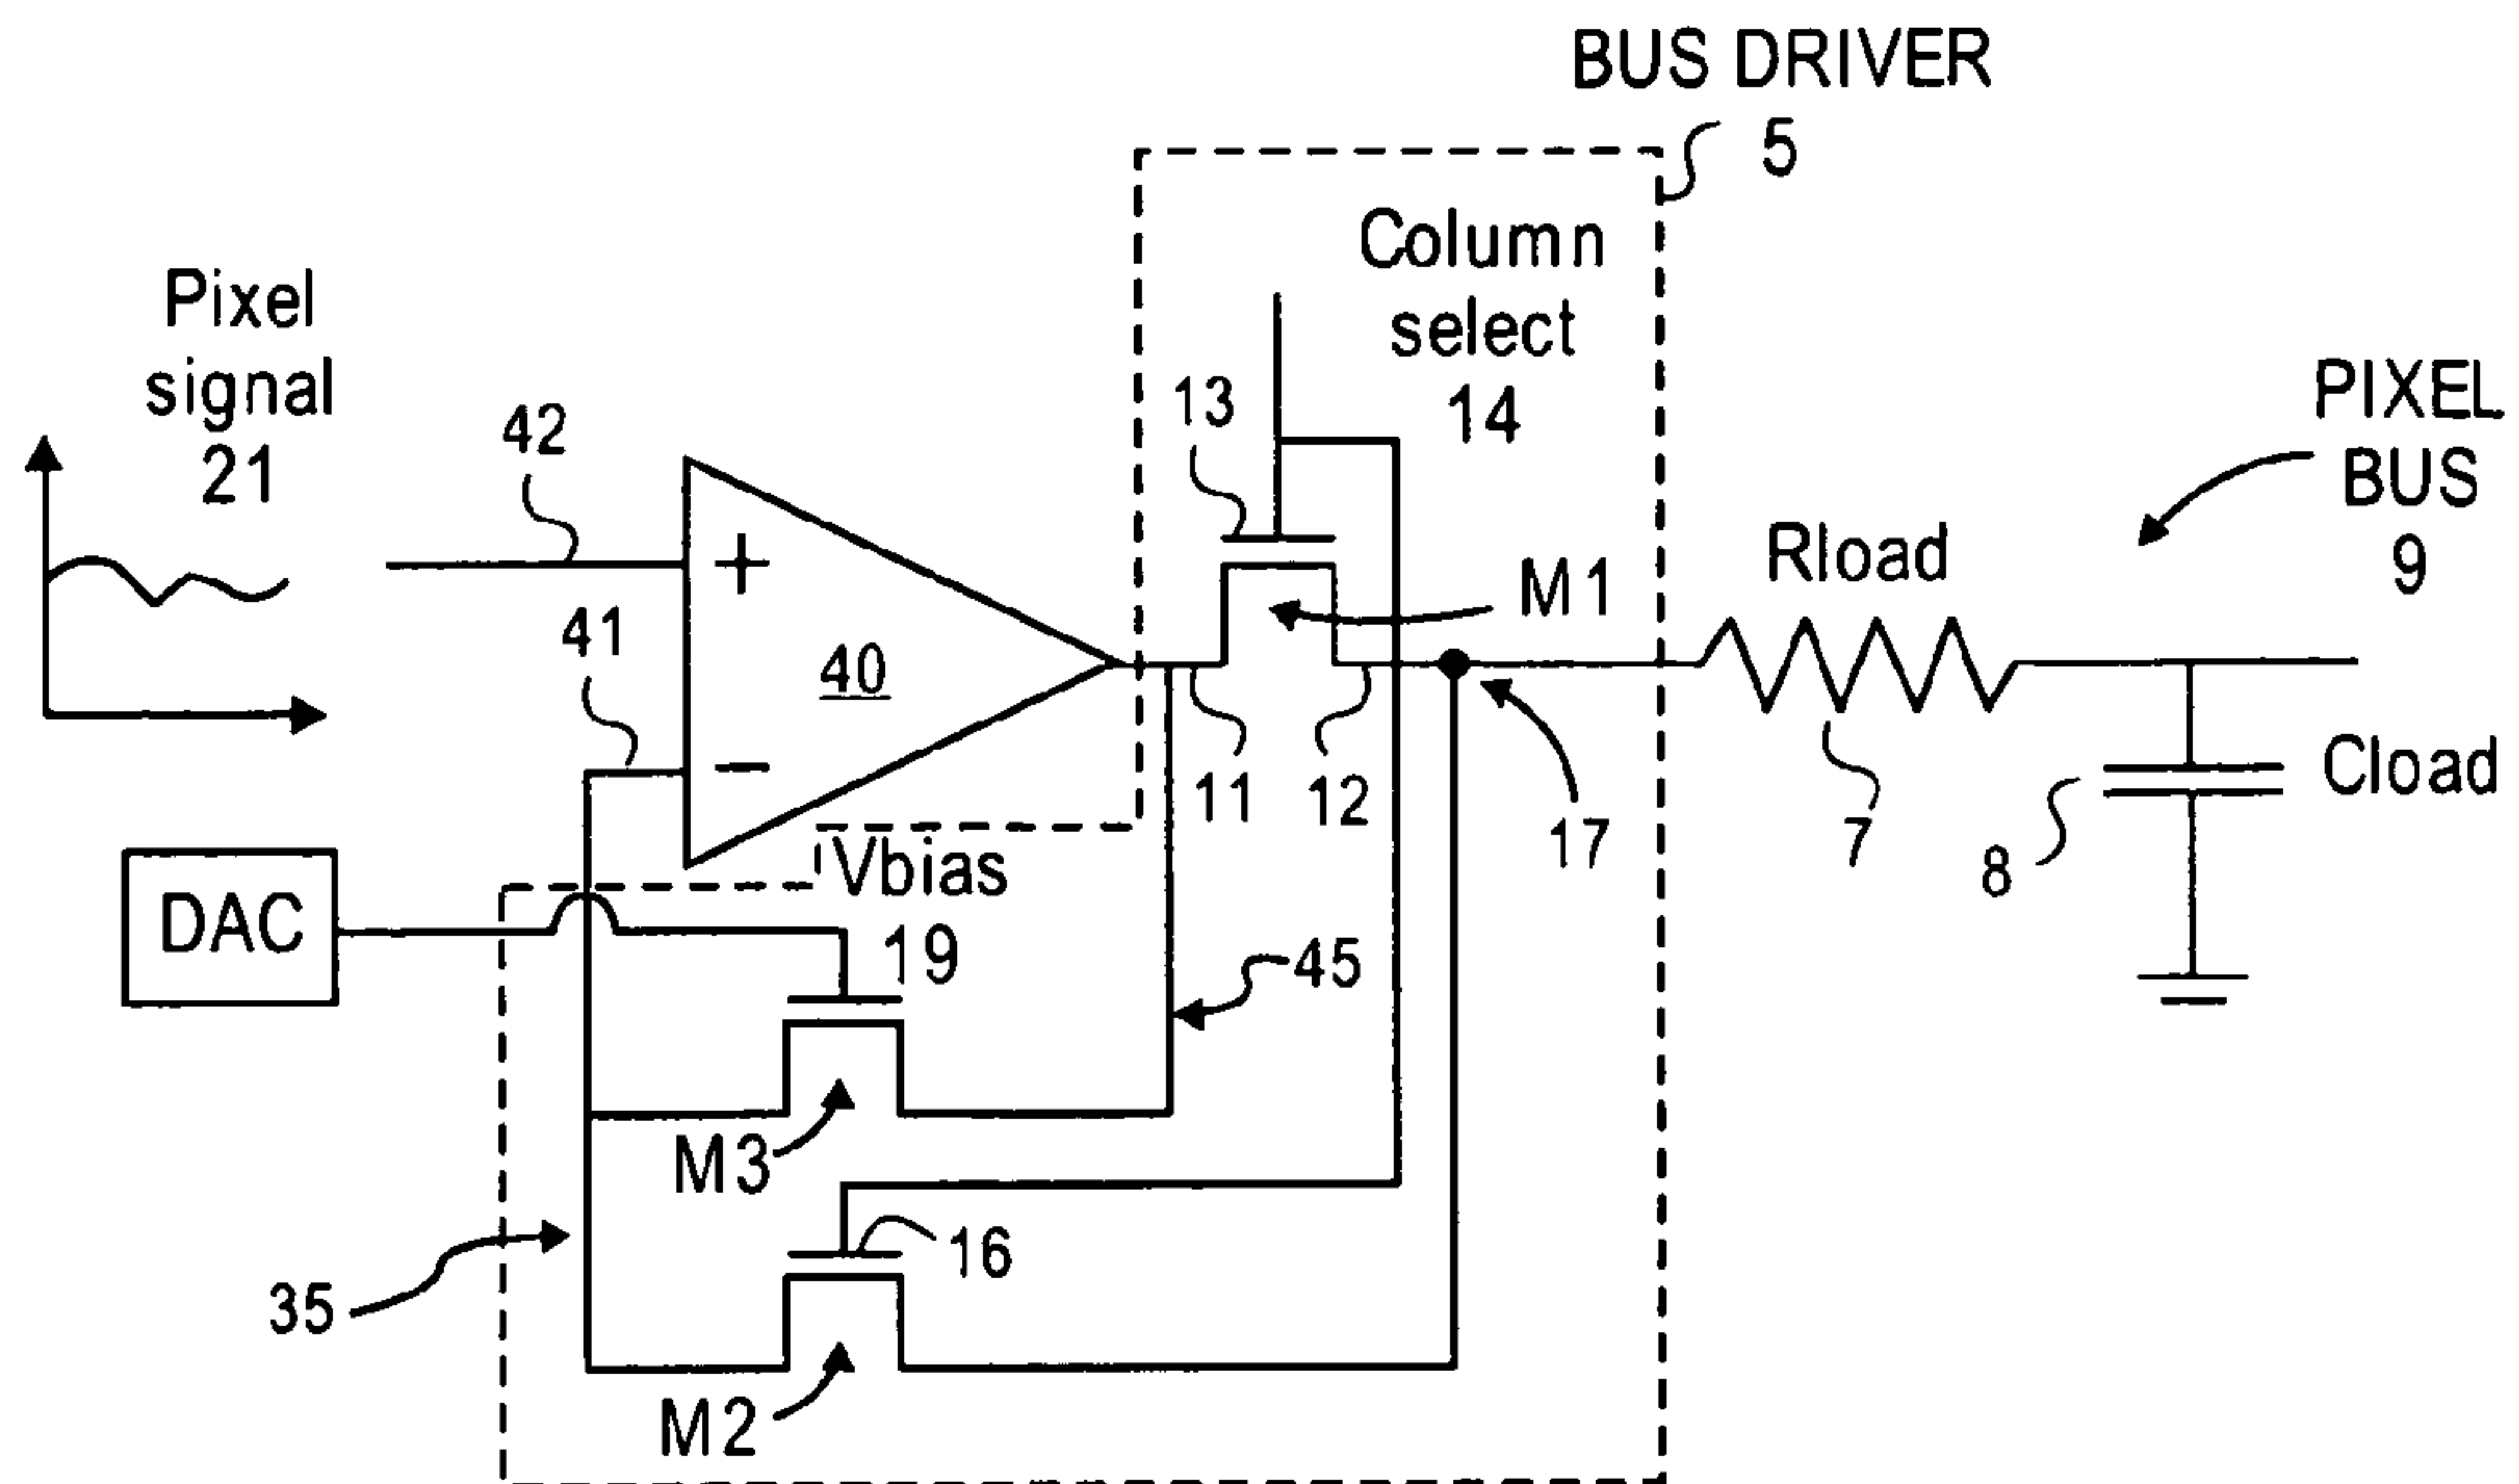 BUS DRIVER
5
Column
select
14
Pixel
signal
21
13
42
PIXEL
BUS
9
Rload
M1
41
+
40
−
11
12
17
7
8
Cload
Vbias
19
DAC
45
M3
16
35
M2